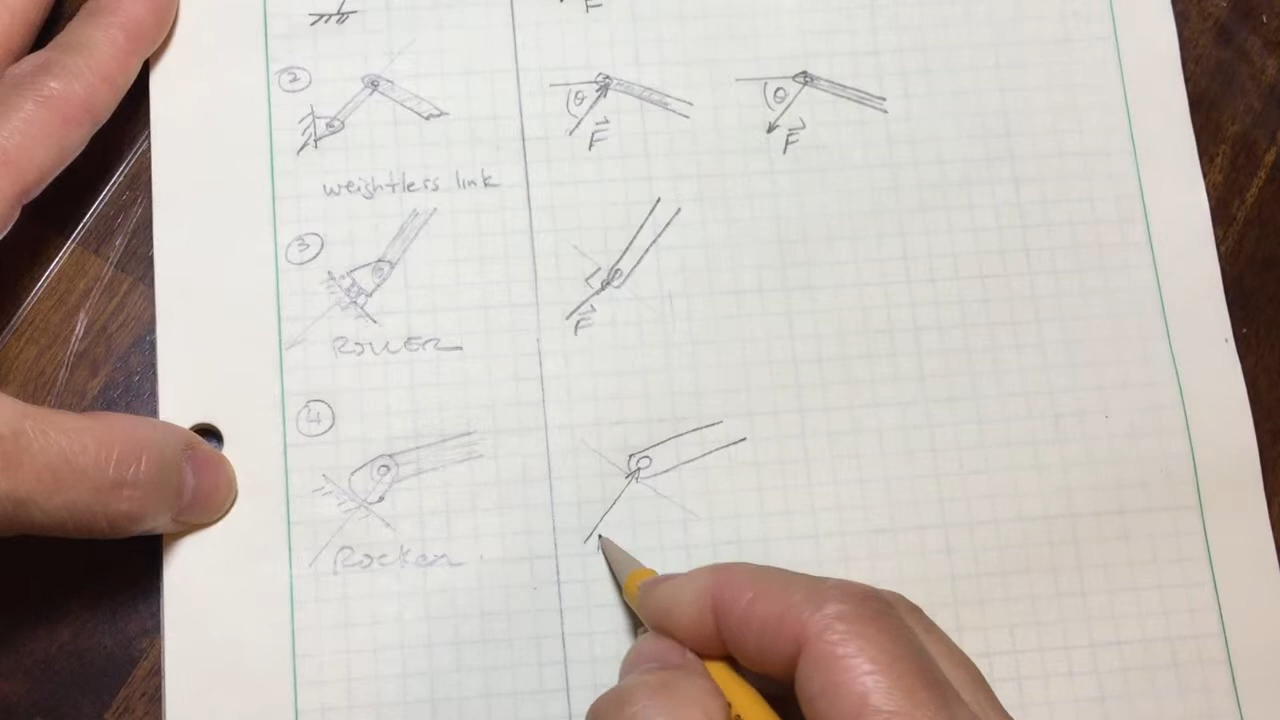 F
②
θ
F⃗
θ
F⃗
weightless link
③
F⃗
ROLLER
④
Rocker